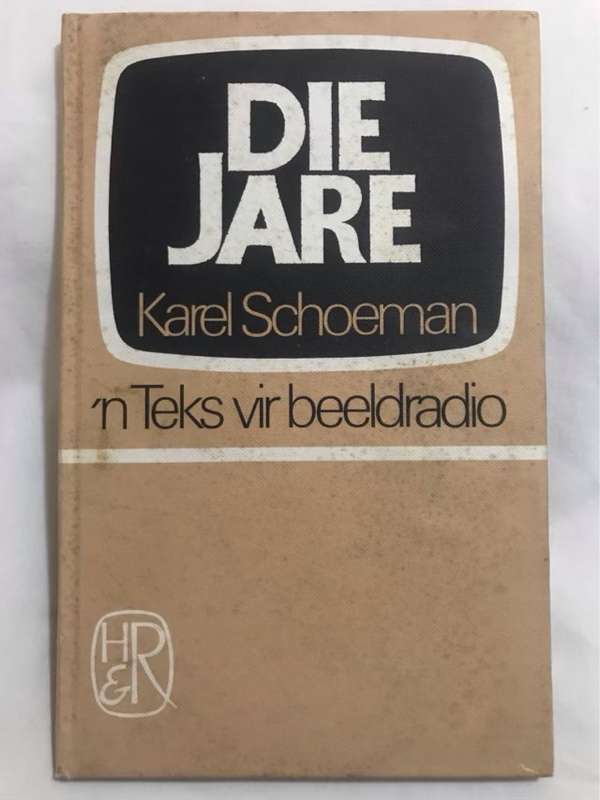 DIE
JARE
Karel Schoeman
'n Teks vir beeldradio
HR
&